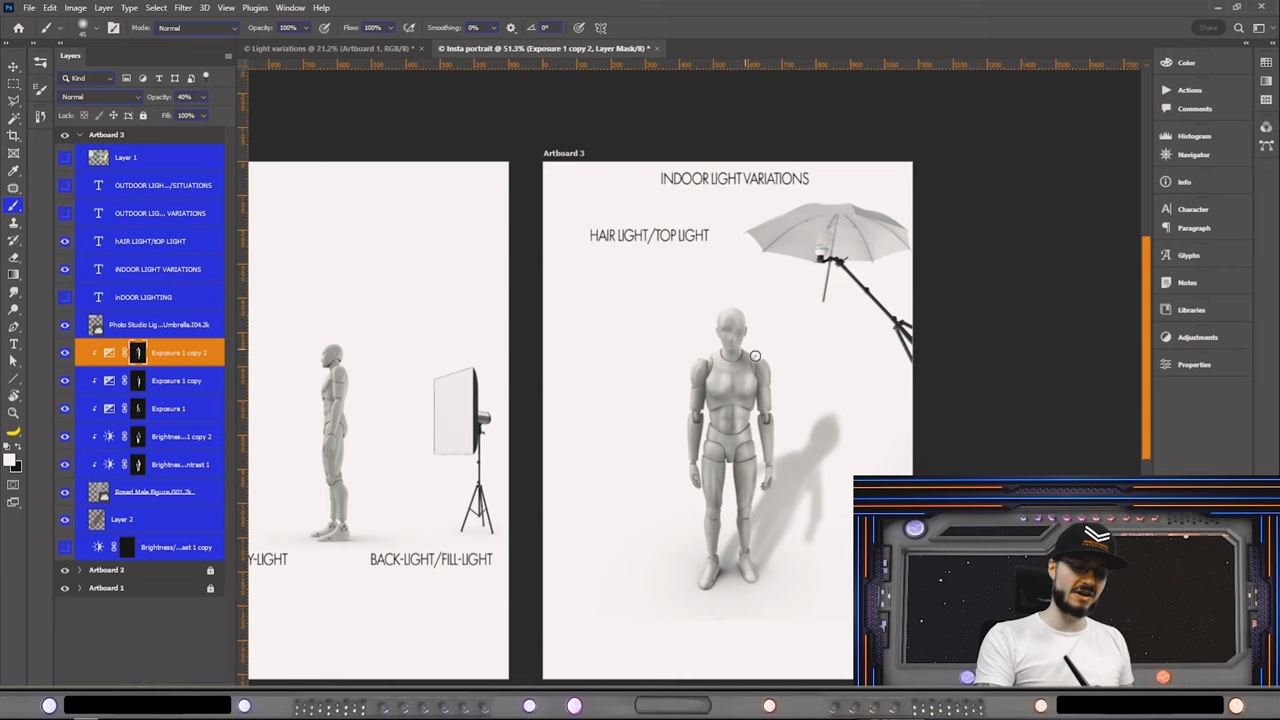 Ps File Edit Image Layer Type Select Filter 3D View Plugins Window Help
45 Mode: Normal Opacity: 100% Flow: 100% Smoothing: 0% 0° Share
Layers
© Light variations @ 21.2% (Artboard 1, RGB/8) *
© Insta portrait @ 51.3% (Exposure 1 copy 2, Layer Mask/8) *
Kind
Normal Opacity: 40%
Lock: Fill: 100%
Artboard 3
Layer 1
OUTDOOR LIGH.../SITUATIONS
OUTDOOR LIG... VARIATIONS
hAIR LIGHT/tOP LIGHT
iNDOOR LIGHT VARIATIONS
inDOOR LIGHTING
Photo Studio Lig...Umbrella.I04.2k
Exposure 1 copy 2
Exposure 1 copy
Exposure 1
Brightnes...1 copy 2
Brightnes...ntrast 1
Posed Male Figure.G01.2k
Layer 2
Brightness/...ast 1 copy
Artboard 2
Artboard 1
Artboard 3
INDOOR LIGHT VARIATIONS
HAIR LIGHT/TOP LIGHT
Y-LIGHT
BACK-LIGHT/FILL-LIGHT
Color
Actions
Comments
Histogram
Navigator
Info
Character
Paragraph
Glyphs
Notes
Libraries
Adjustments
Properties